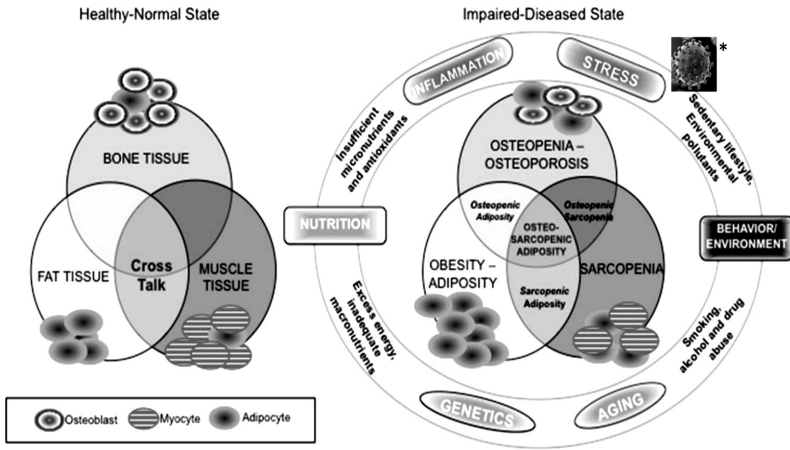 Healthy-Normal State
BONE TISSUE
FAT TISSUE
Cross
Talk
MUSCLE
TISSUE
Osteoblast
Myocyte
Adipocyte
Impaired-Diseased State
INFLAMMATION
STRESS
*
Insufficient
micronutrients
and antioxidants
Sedentary lifestyle,
Environmental
pollutants
OSTEOPENIA –
OSTEOPOROSIS
Osteopenic
Adiposity
Osteopenic
Sarcopenia
NUTRITION
OSTEO-
SARCOPENIC
ADIPOSITY
BEHAVIOR/
ENVIRONMENT
OBESITY –
ADIPOSITY
SARCOPENIA
Sarcopenic
Adiposity
Excess energy,
inadequate
macronutrients
Smoking,
alcohol and drug
abuse
GENETICS
AGING